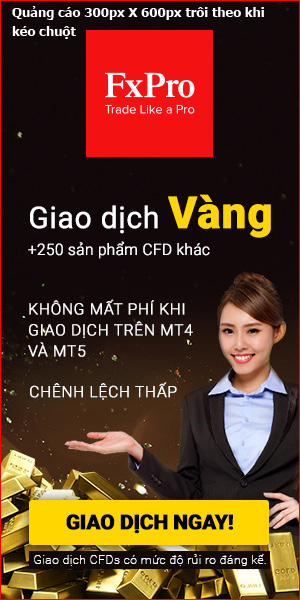 Quảng cáo 300px X 600px trôi theo khi
kéo chuột
FxPro
Trade Like a Pro
Giao dịch Vàng
+250 sản phẩm CFD khác
KHÔNG MẤT PHÍ KHI
GIAO DỊCH TRÊN MT4
VÀ MT5
CHÊNH LỆCH THẤP
GIAO DỊCH NGAY!
Giao dịch CFDs có mức độ rủi ro đáng kể.